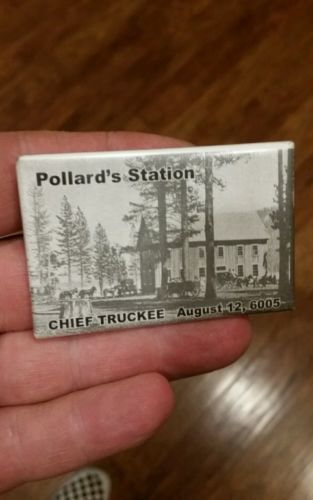 Pollard's Station
CHIEF TRUCKEE August 12, 6005